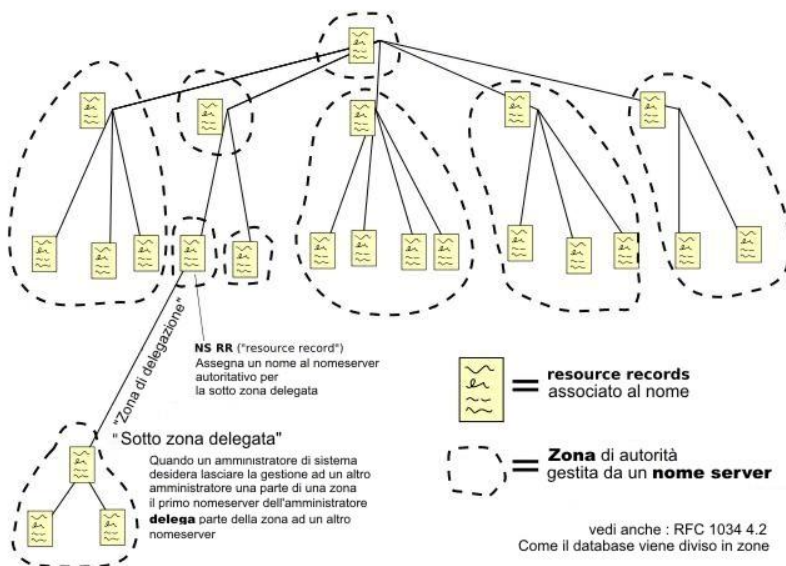 NS RR ("resource record")
Assegna un nome al nomeserver
autoritativo per
la sotto zona delegata
"Zona di delegazione"
"Sotto zona delegata"
Quando un amministratore di sistema
desidera lasciare la gestione ad un altro
amministratore una parte di una zona
il primo nomeserver dell'amministratore
delega parte della zona ad un altro
nomeserver
= resource records
associato al nome
= Zona di autorità
gestita da un nome server
vedi anche : RFC 1034 4.2
Come il database viene diviso in zone